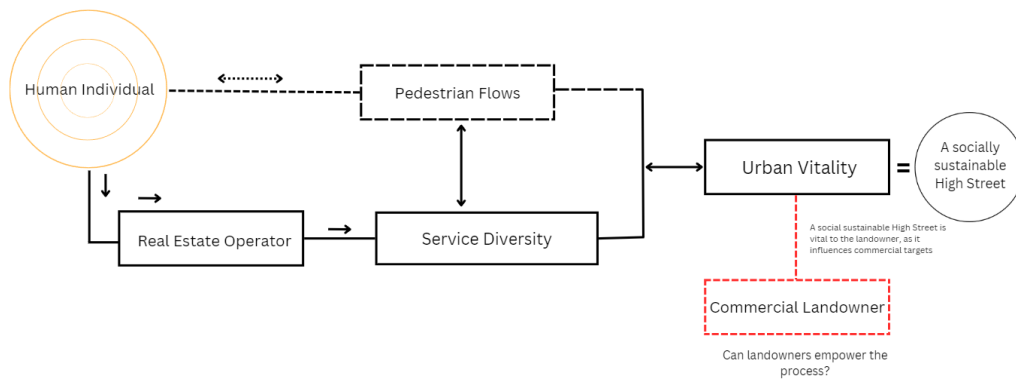 Human Individual
Pedestrian Flows
Real Estate Operator
Service Diversity
Urban Vitality
=
A socially
sustainable
High Street
A social sustainable High Street is
vital to the landowner, as it
influences commercial targets
Commercial Landowner
Can landowners empower the
process?